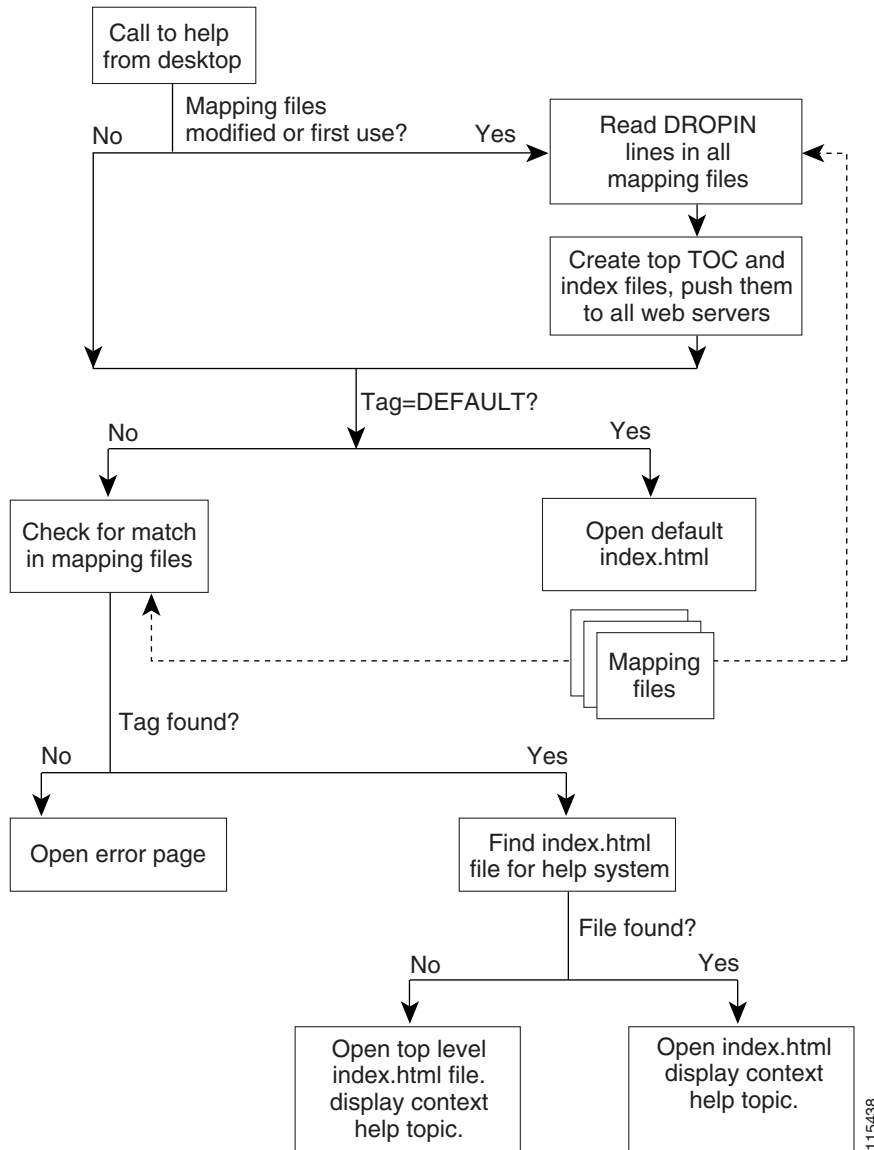 Call to help
from desktop
Mapping files
modified or first use?
No
Yes
Read DROPIN
lines in all
mapping files
Create top TOC and
index files, push them
to all web servers
Tag=DEFAULT?
No
Yes
Check for match
in mapping files
Open default
index.html
Mapping
files
Tag found?
No
Yes
Open error page
Find index.html
file for help system
File found?
No
Yes
Open top level
index.html file.
display context
help topic.
Open index.html
display context
help topic.
115438